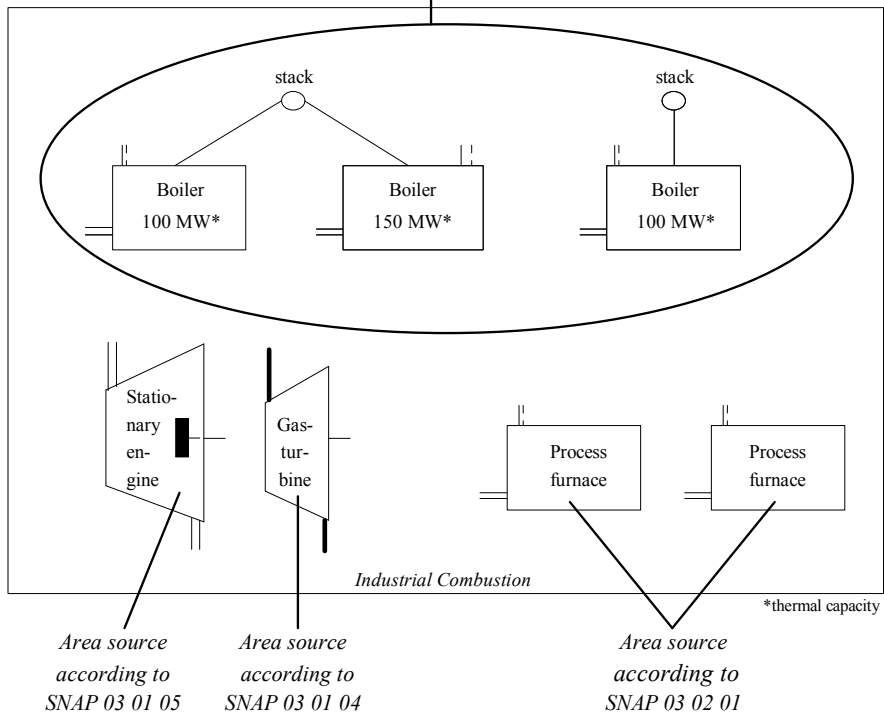 stack
stack
Boiler
100 MW*
Boiler
150 MW*
Boiler
100 MW*
Statio-
nary
en-
gine
Gas-
tur-
bine
Process
furnace
Process
furnace
Industrial Combustion
*thermal capacity
Area source
according to
SNAP 03 01 05
Area source
according to
SNAP 03 01 04
Area source
according to
SNAP 03 02 01